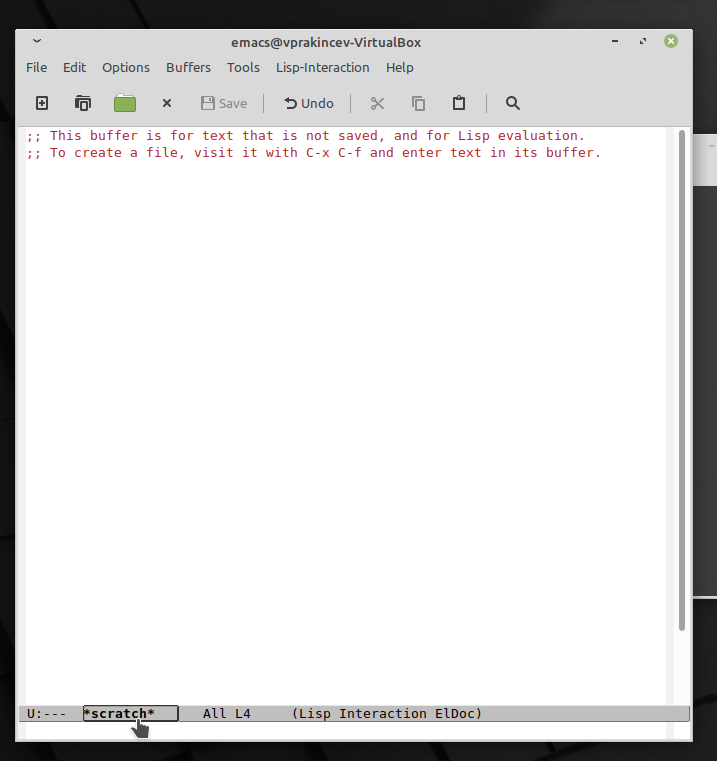 emacs@vprakincev-VirtualBox
File Edit Options Buffers Tools Lisp-Interaction Help
Save Undo
;; This buffer is for text that is not saved, and for Lisp evaluation.
;; To create a file, visit it with C-x C-f and enter text in its buffer.
U:--- *scratch* All L4 (Lisp Interaction ElDoc)